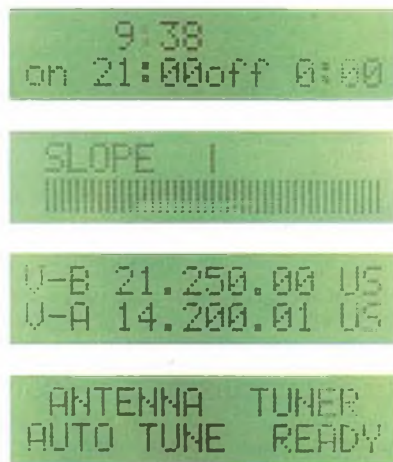 9:38
on 21:00off 0:00
SLOPE
V-B 21.250.00 US
V-A 14.200.01 US
ANTENNA TUNER
AUTO TUNE READY